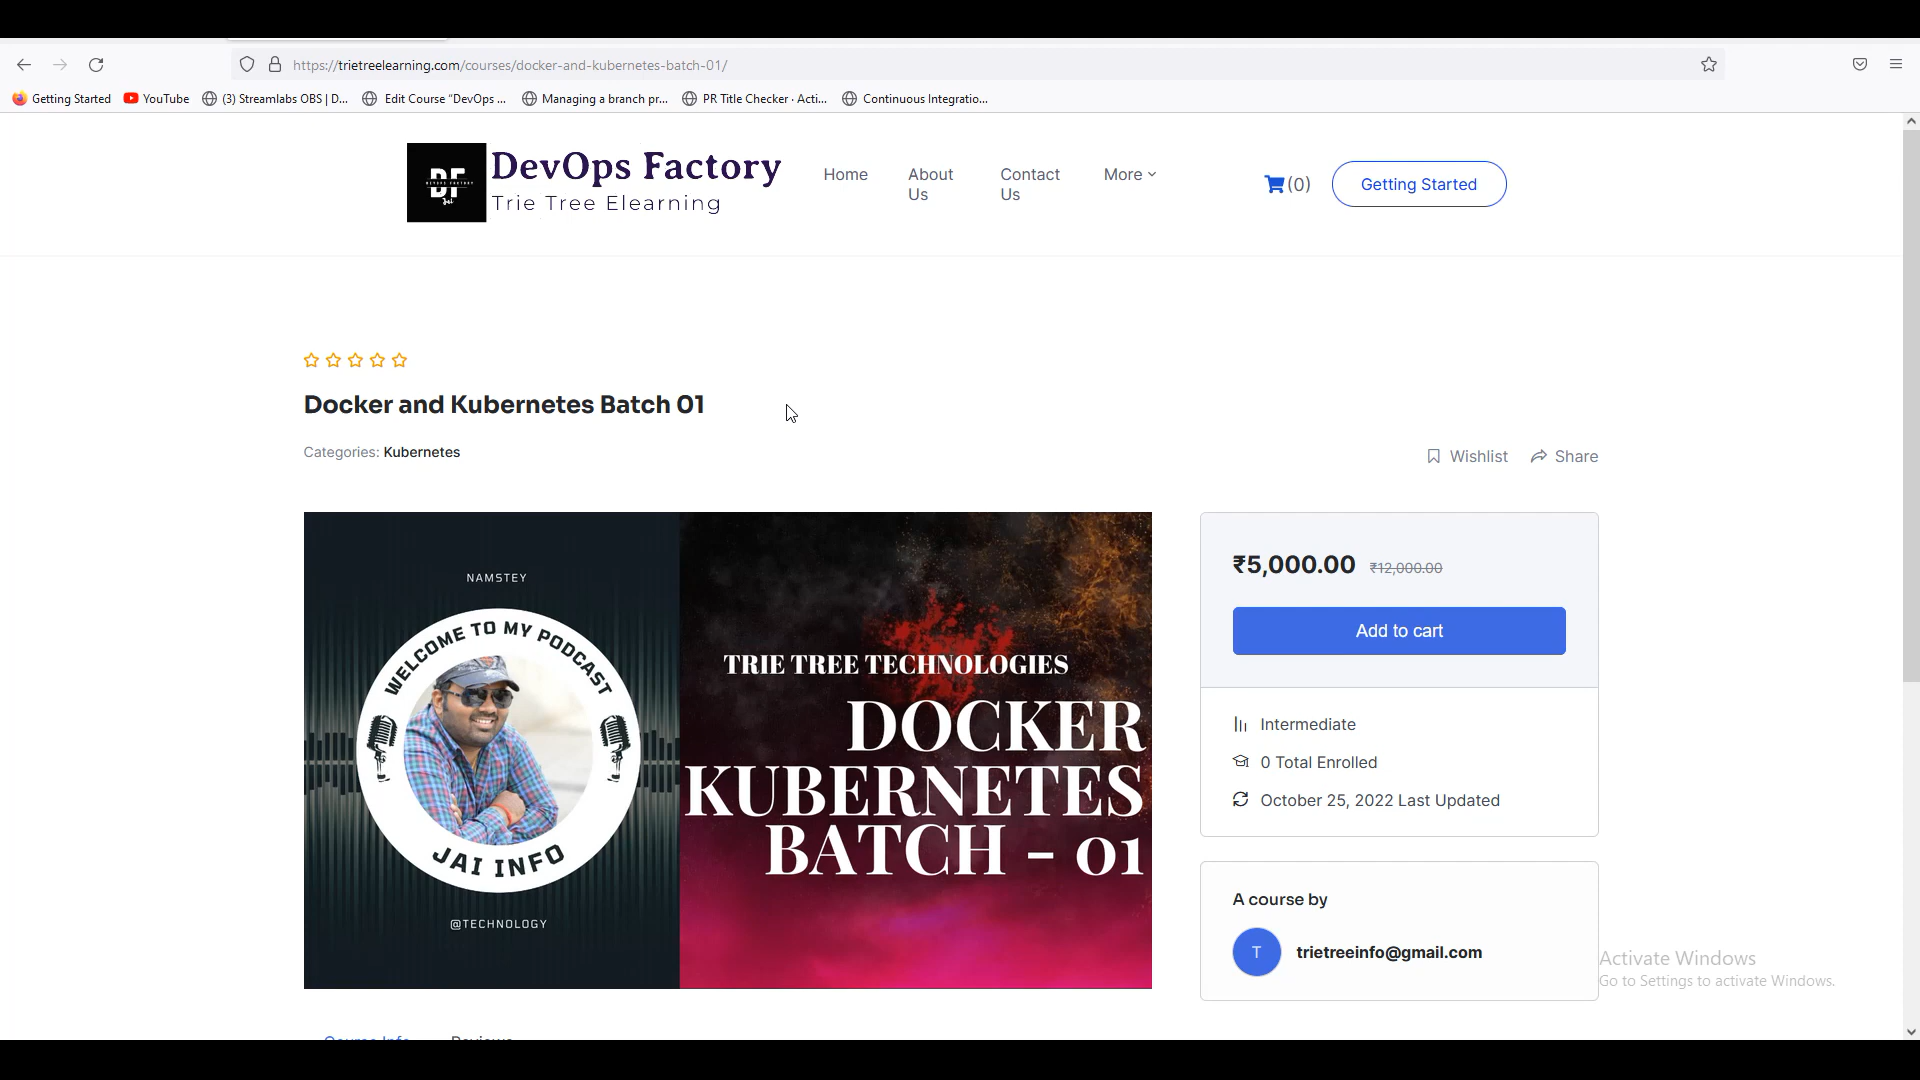 https://trietreelearning.com/courses/docker-and-kubernetes-batch-01/
Getting Started
YouTube
(3) Streamlabs OBS | D...
Edit Course "DevOps ...
Managing a branch pr...
PR Title Checker · Acti...
Continuous Integratio...
DF
DevOps Factory
Trie Tree Elearning
Home
About
Us
Contact
Us
More
(0)
Getting Started
Docker and Kubernetes Batch 01
Categories: Kubernetes
Wishlist
Share
NAMSTEY
WELCOME TO MY PODCAST
JAI INFO
@TECHNOLOGY
TRIE TREE TECHNOLOGIES
DOCKER
KUBERNETES
BATCH - 01
₹5,000.00 ₹12,000.00
Add to cart
Intermediate
0 Total Enrolled
October 25, 2022 Last Updated
A course by
T
trietreeinfo@gmail.com
Activate Windows
Go to Settings to activate Windows.
Course Info
Reviews